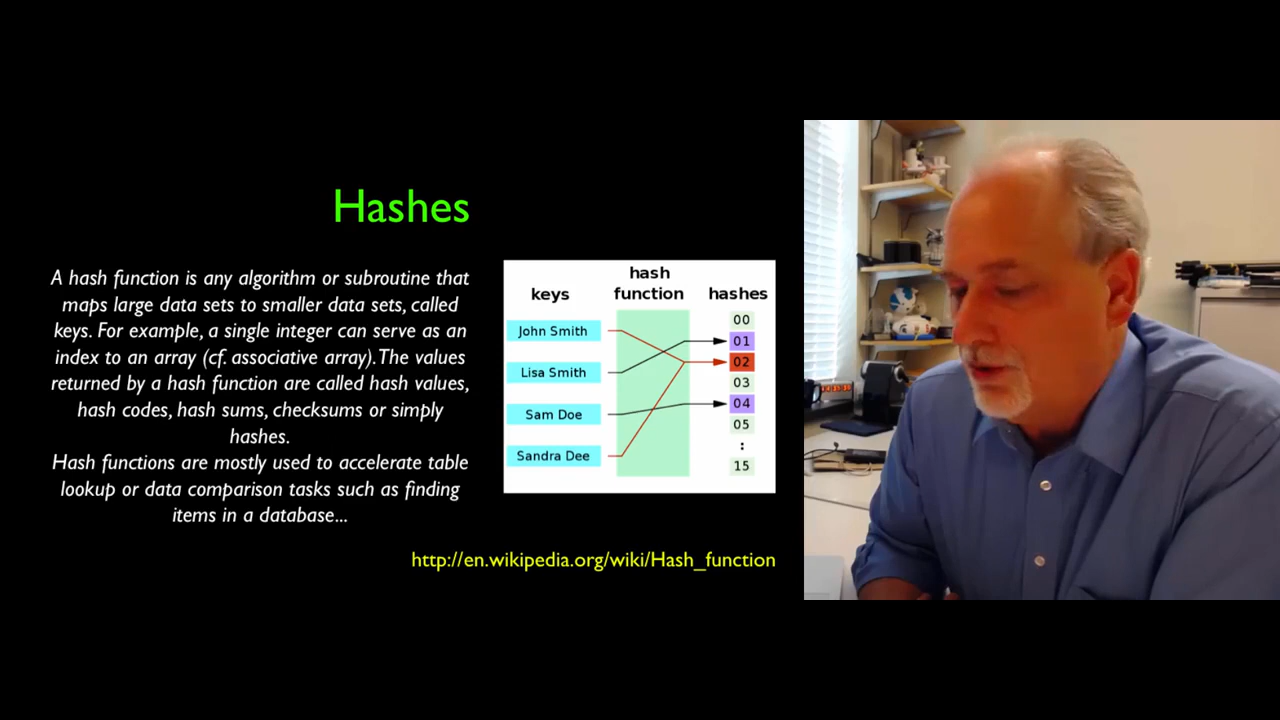 Hashes
A hash function is any algorithm or subroutine that
maps large data sets to smaller data sets, called
keys. For example, a single integer can serve as an
index to an array (cf. associative array). The values
returned by a hash function are called hash values,
hash codes, hash sums, checksums or simply
hashes.
Hash functions are mostly used to accelerate table
lookup or data comparison tasks such as finding
items in a database...
hash
keys function hashes
John Smith
Lisa Smith
Sam Doe
Sandra Dee
00
01
02
03
04
05
:
15
http://en.wikipedia.org/wiki/Hash_function